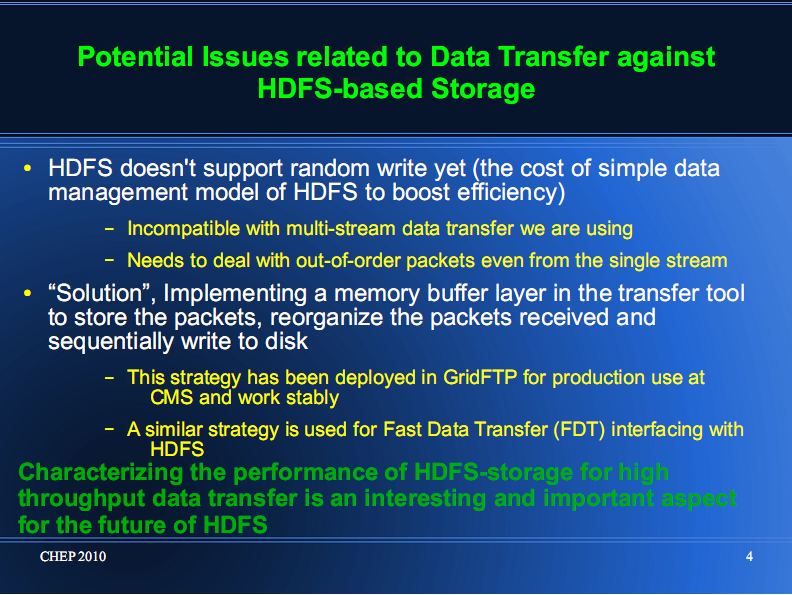 Potential Issues related to Data Transfer against
HDFS-based Storage
• HDFS doesn't support random write yet (the cost of simple data
management model of HDFS to boost efficiency)
– Incompatible with multi-stream data transfer we are using
– Needs to deal with out-of-order packets even from the single stream
• “Solution”, Implementing a memory buffer layer in the transfer tool
to store the packets, reorganize the packets received and
sequentially write to disk
– This strategy has been deployed in GridFTP for production use at
CMS and work stably
– A similar strategy is used for Fast Data Transfer (FDT) interfacing with
HDFS
Characterizing the performance of HDFS-storage for high
throughput data transfer is an interesting and important aspect
for the future of HDFS
CHEP 2010
4